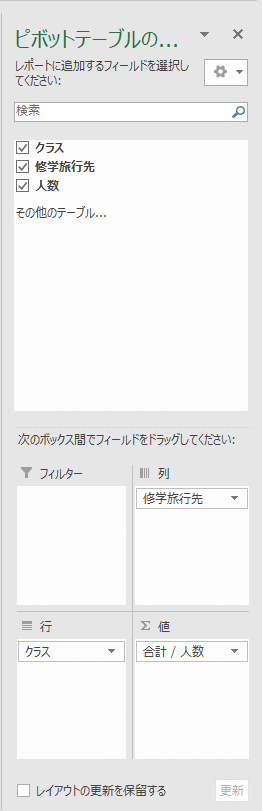 ピボットテーブルの...
レポートに追加するフィールドを選択し
てください:
検索
クラス
修学旅行先
人数
その他のテーブル...
次のボックス間でフィールドをドラッグしてください:
フィルター
列
修学旅行先
行
Σ 値
クラス
合計 / 人数
レイアウトの更新を保留する
更新